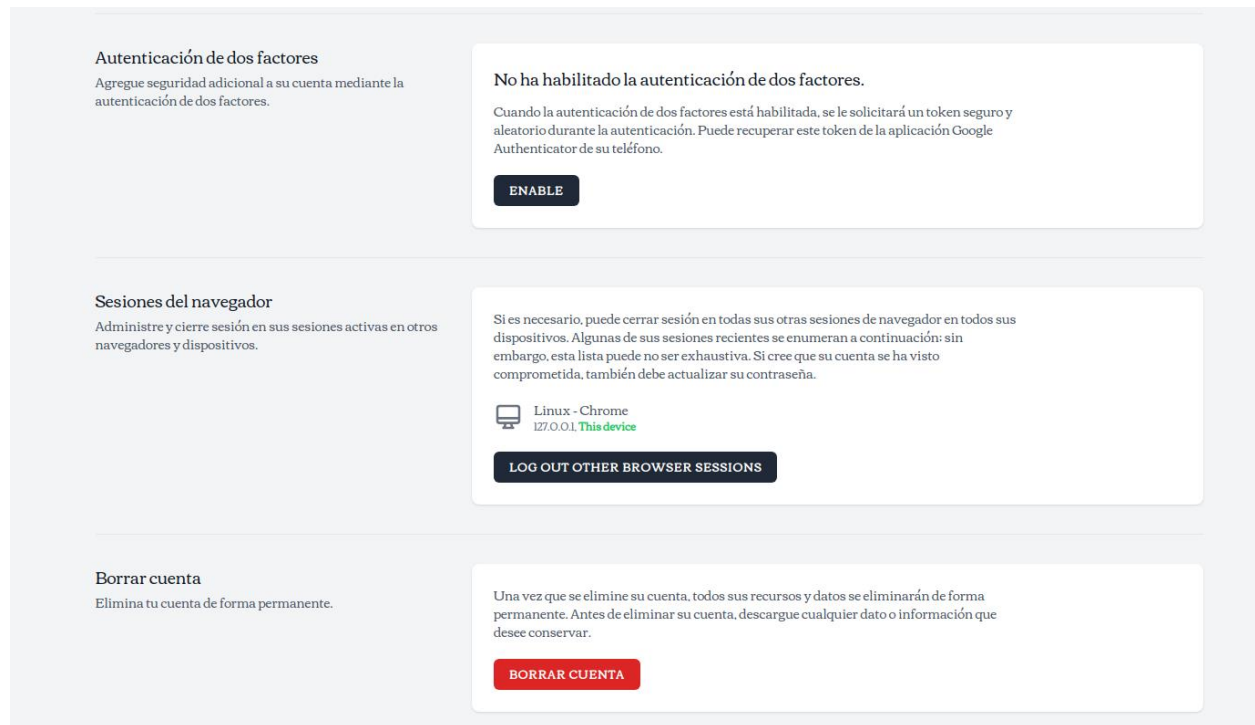 Autenticación de dos factores
Agregue seguridad adicional a su cuenta mediante la
autenticación de dos factores.
No ha habilitado la autenticación de dos factores.
Cuando la autenticación de dos factores está habilitada, se le solicitará un token seguro y
aleatorio durante la autenticación. Puede recuperar este token de la aplicación Google
Authenticator de su teléfono.
ENABLE
Sesiones del navegador
Administre y cierre sesión en sus sesiones activas en otros
navegadores y dispositivos.
Si es necesario, puede cerrar sesión en todas sus otras sesiones de navegador en todos sus
dispositivos. Algunas de sus sesiones recientes se enumeran a continuación; sin
embargo, esta lista puede no ser exhaustiva. Si cree que su cuenta se ha visto
comprometida, también debe actualizar su contraseña.
Linux - Chrome
127.0.0.1, This device
LOG OUT OTHER BROWSER SESSIONS
Borrar cuenta
Elimina tu cuenta de forma permanente.
Una vez que se elimine su cuenta, todos sus recursos y datos se eliminarán de forma
permanente. Antes de eliminar su cuenta, descargue cualquier dato o información que
desee conservar.
BORRAR CUENTA